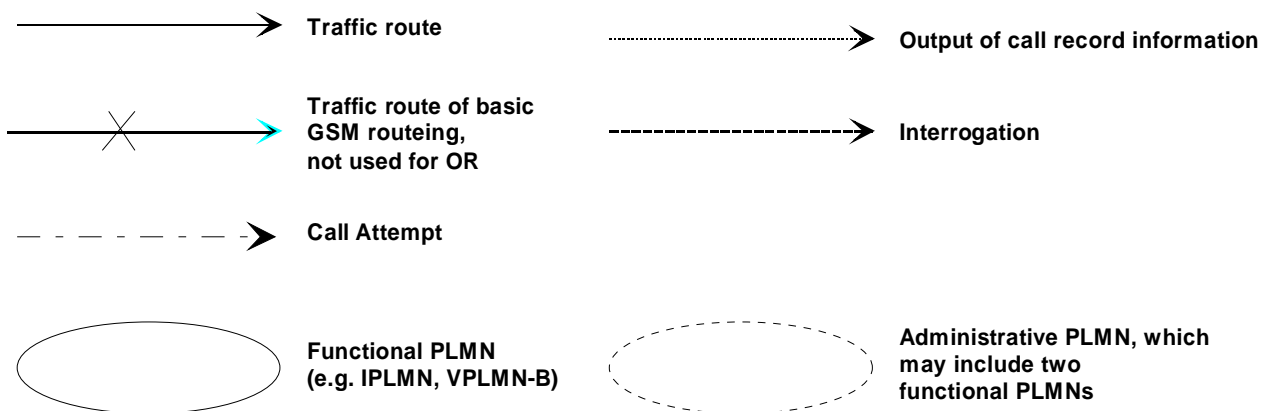 Traffic route
Output of call record information
Traffic route of basic
GSM routeing,
not used for OR
Interrogation
Call Attempt
Functional PLMN
(e.g. IPLMN, VPLMN-B)
Administrative PLMN, which
may include two
functional PLMNs